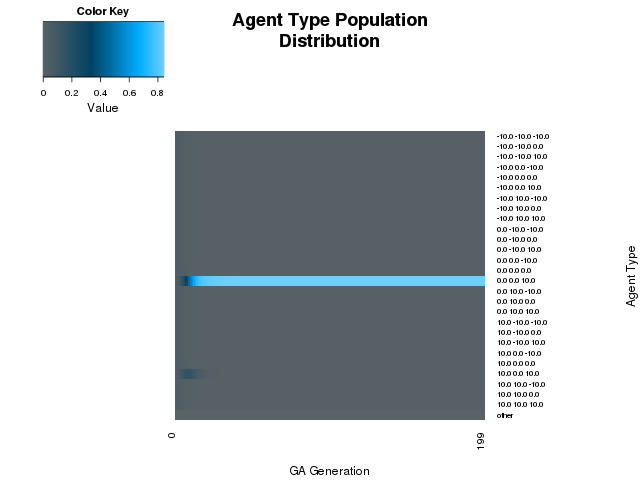 Color Key
0 0.2 0.4 0.6 0.8
Value
Agent Type Population
Distribution
-10.0 -10.0 -10.0
-10.0 -10.0 0.0
-10.0 -10.0 10.0
-10.0 0.0 -10.0
-10.0 0.0 0.0
-10.0 0.0 10.0
-10.0 10.0 -10.0
-10.0 10.0 0.0
-10.0 10.0 10.0
0.0 -10.0 -10.0
0.0 -10.0 0.0
0.0 -10.0 10.0
0.0 0.0 -10.0
0.0 0.0 0.0
0.0 0.0 10.0
0.0 10.0 -10.0
0.0 10.0 0.0
0.0 10.0 10.0
10.0 -10.0 -10.0
10.0 -10.0 0.0
10.0 -10.0 10.0
10.0 0.0 -10.0
10.0 0.0 0.0
10.0 0.0 10.0
10.0 10.0 -10.0
10.0 10.0 0.0
10.0 10.0 10.0
other
Agent Type
0 199
GA Generation